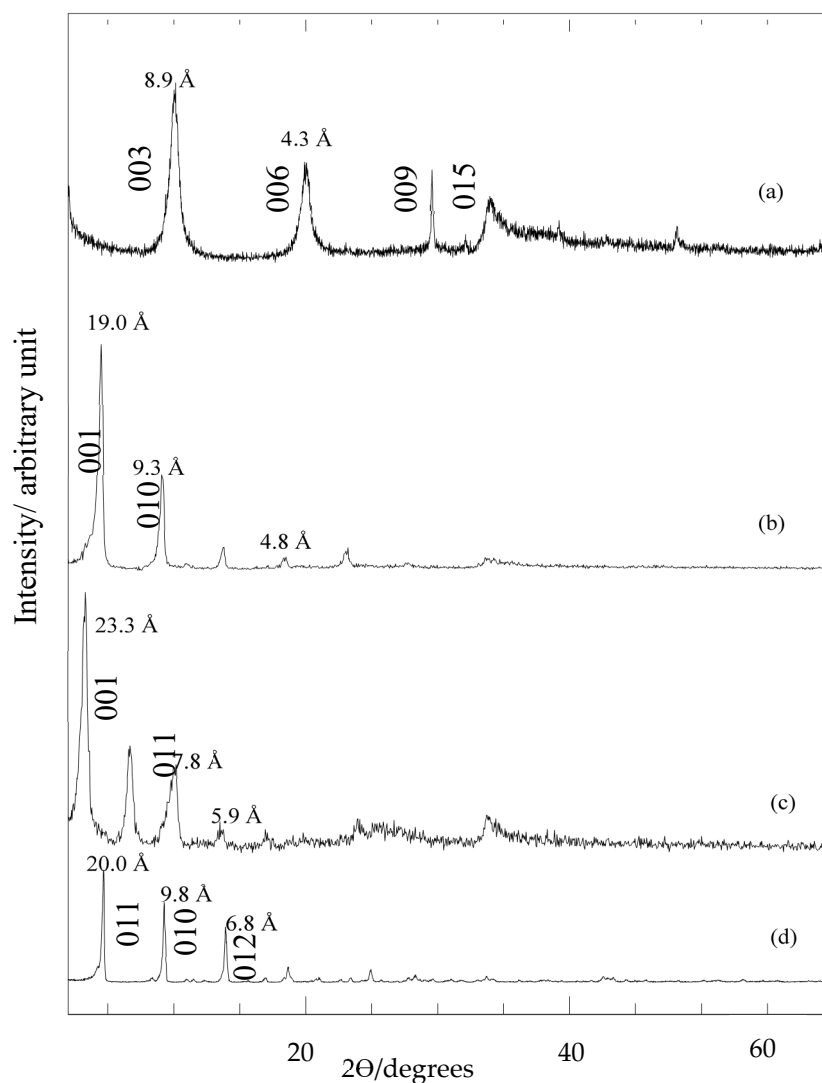 8.9 Å
4.3 Å
003
006
009
015
(a)
19.0 Å
001
9.3 Å
010
4.8 Å
(b)
23.3 Å
001
011
7.8 Å
5.9 Å
(c)
20.0 Å
011
9.8 Å
010
6.8 Å
012
(d)
Intensity/ arbitrary unit
20
40
60
2Θ/degrees